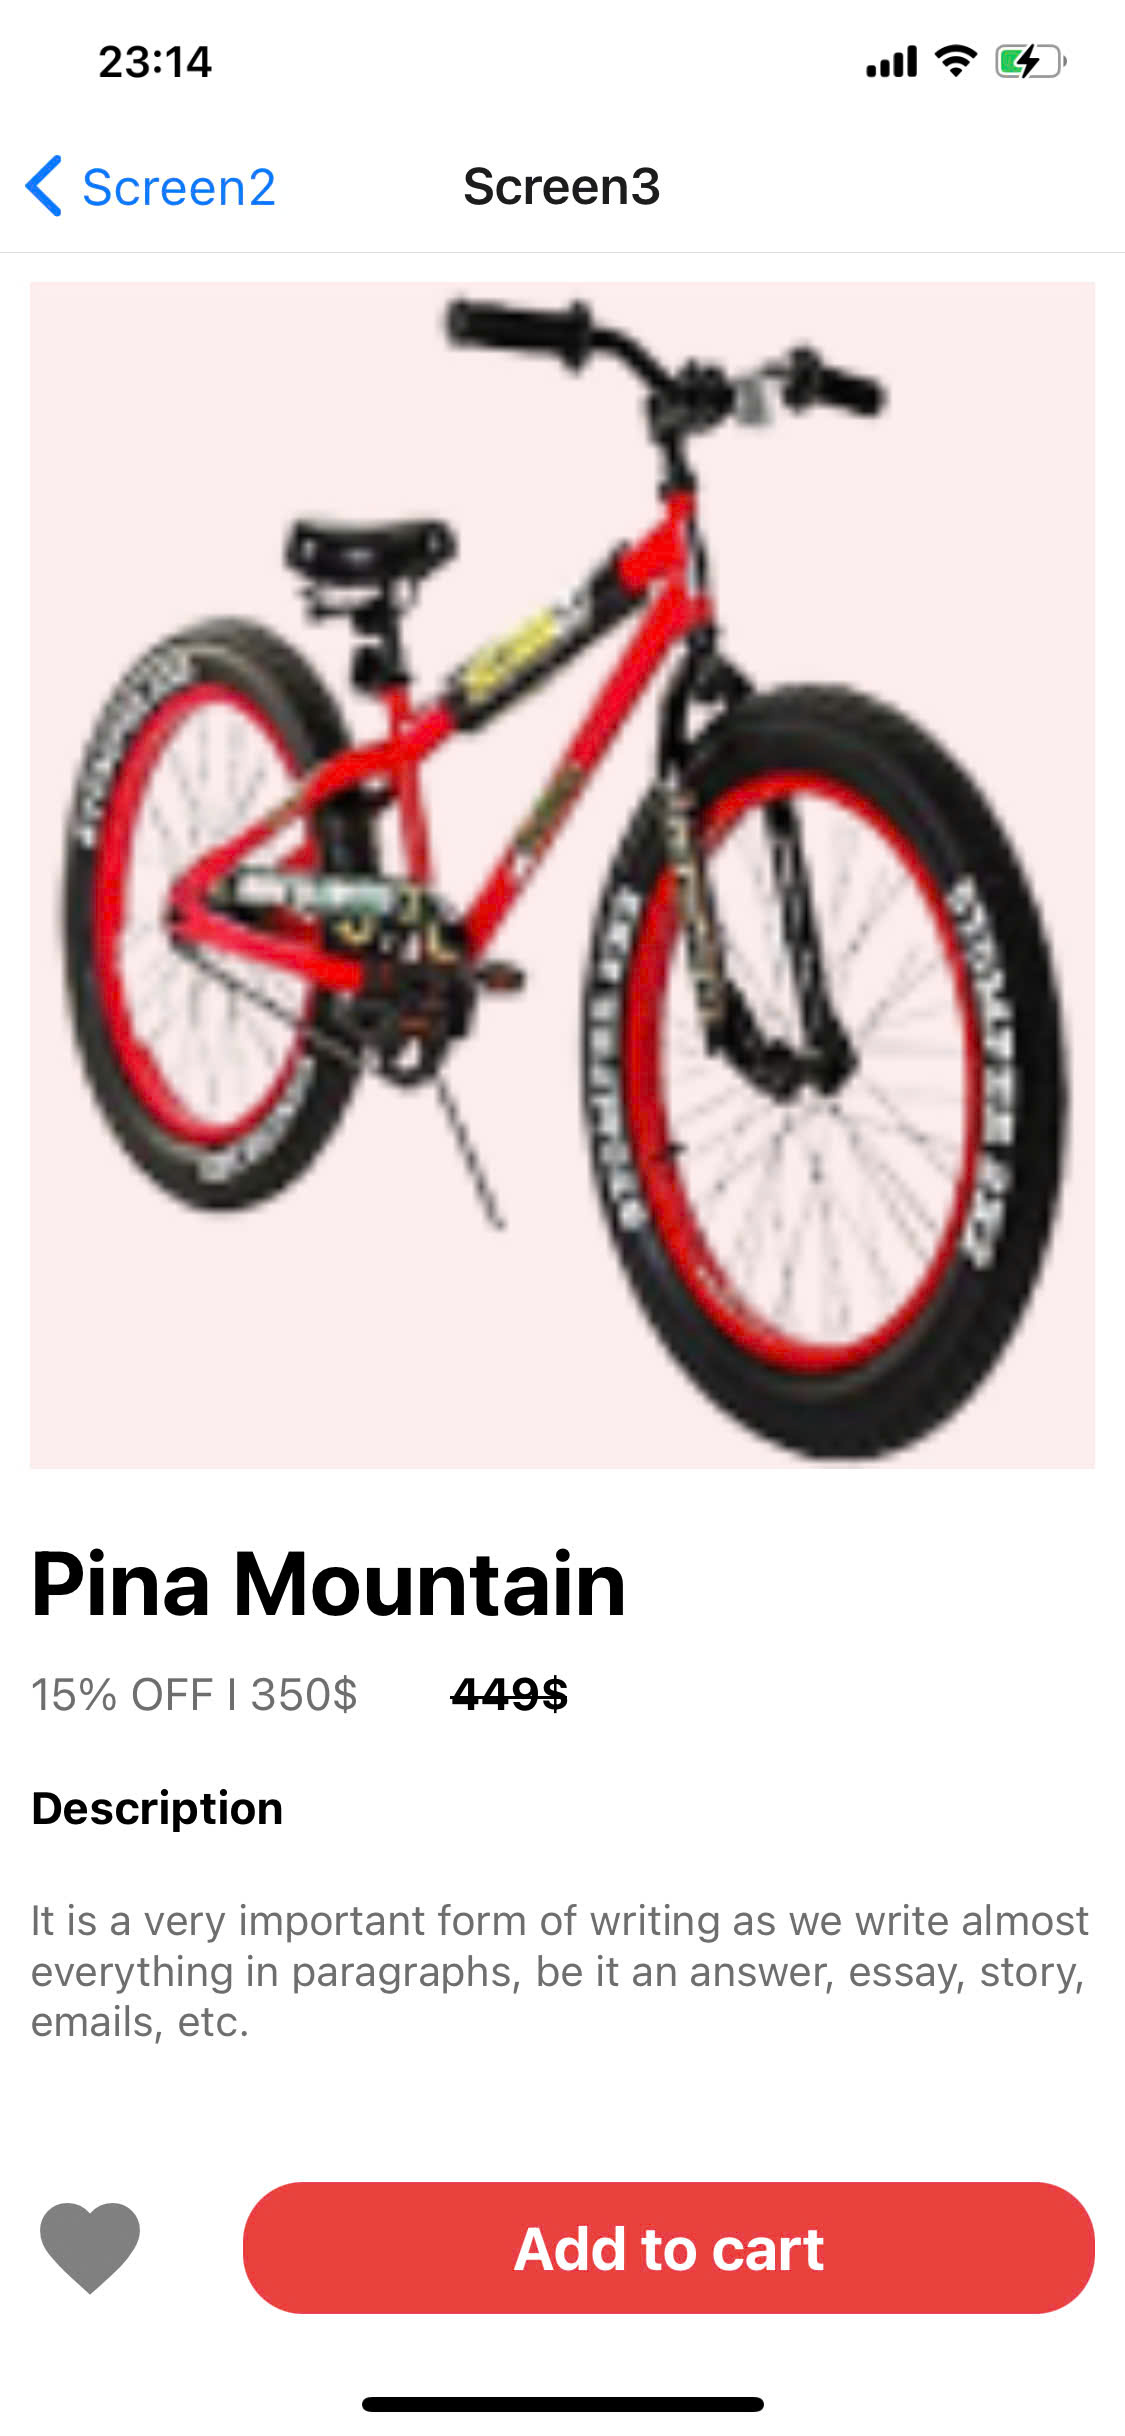 23:14
Screen2 Screen3
Pina Mountain
15% OFF I 350$ 449$
Description
It is a very important form of writing as we write almost
everything in paragraphs, be it an answer, essay, story,
emails, etc.
Add to cart